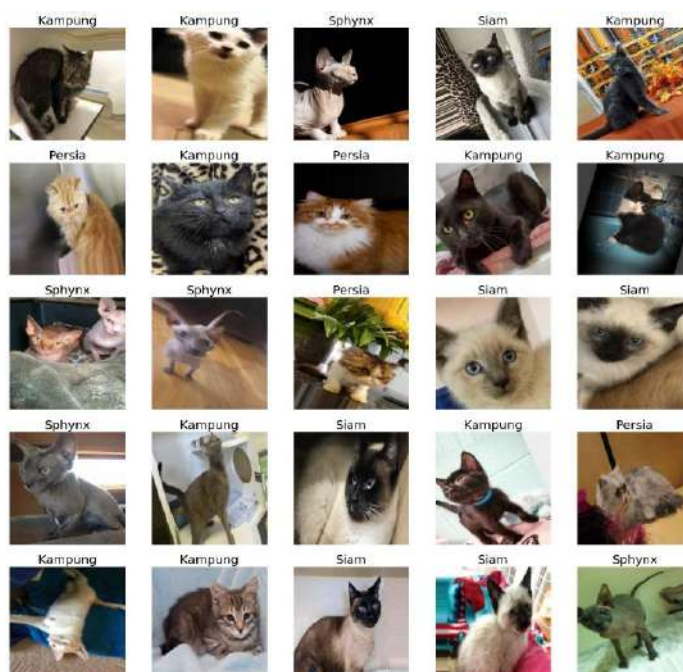 Kampung Kampung Sphynx Siam Kampung
Persia Kampung Persia Kampung Kampung
Sphynx Sphynx Persia Siam Siam
Sphynx Kampung Siam Kampung Persia
Kampung Kampung Siam Siam Sphynx